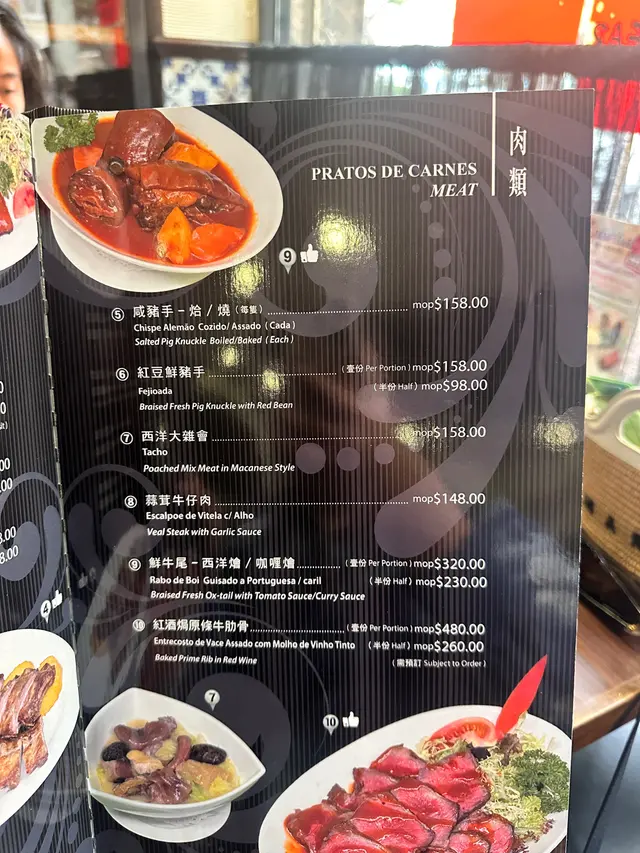 肉類
PRATOS DE CARNES
MEAT
9
5 咸豬手 – 烚 / 燒 (每隻) mop$158.00
Chispe Alemão Cozido/ Assado ( Cada )
Salted Pig Knuckle Boiled/Baked ( Each )
6 紅豆鮮豬手 (壹份 Per Portion) mop$158.00
Fejioada (半份 Half) mop$98.00
Braised Fresh Pig Knuckle with Red Bean
7 西洋大雜會 mop$158.00
Tacho
Poached Mix Meat in Macanese Style
8 蒜茸牛仔肉 mop$148.00
Escalpoe de Vitela c/ Alho
Veal Steak with Garlic Sauce
9 鮮牛尾 – 西洋燴 / 咖喱燴 (壹份 Per Portion) mop$320.00
Rabo de Boi Guisado a Portuguesa / caril (半份 Half) mop$230.00
Braised Fresh Ox-tail with Tomato Sauce/Curry Sauce
10 紅酒焗原條牛肋骨 (壹份 Per Portion) mop$480.00
Entrecosto de Vace Assado com Molho de Vinho Tinto (半份 Half) mop$260.00
Baked Prime Rib in Red Wine (需預訂 Subject to Order)
4
7
10